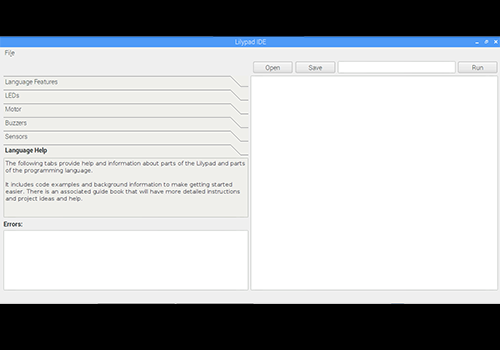 Lilypad IDE
File
Open Save Run
Language Features
LEDs
Motor
Buzzers
Sensors
Language Help
The following tabs provide help and information about parts of the Lilypad and parts
of the programming language.
It includes code examples and background information to make getting started
easier. There is an associated guide book that will have more detailed instructions
and project ideas and help.
Errors: